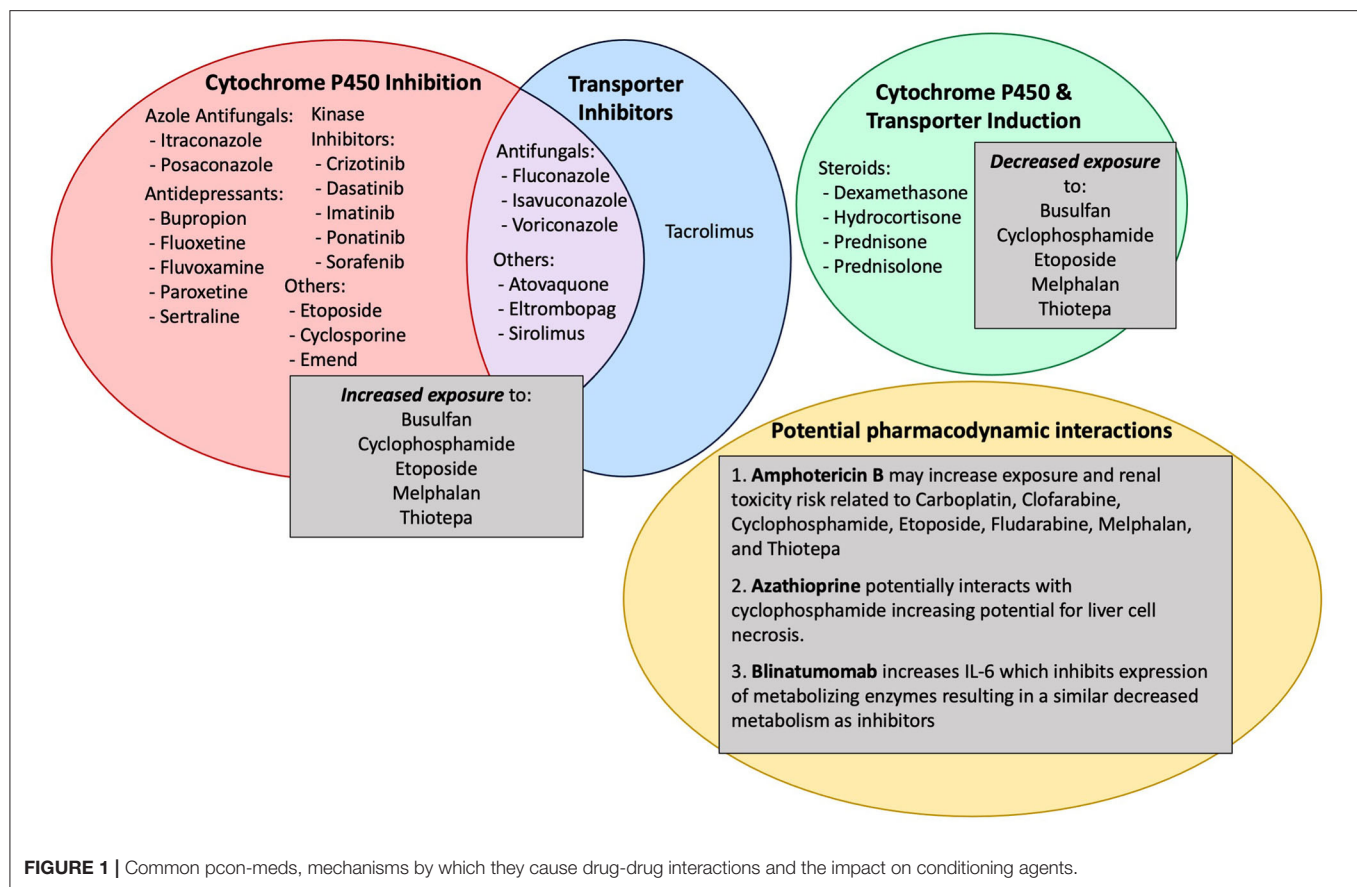 Cytochrome P450 Inhibition
Azole Antifungals:
- Itraconazole
- Posaconazole
Antidepressants:
- Bupropion
- Fluoxetine
- Fluvoxamine
- Paroxetine
- Sertraline
Kinase
Inhibitors:
- Crizotinib
- Dasatinib
- Imatinib
- Ponatinib
- Sorafenib
Others:
- Etoposide
- Cyclosporine
- Emend
Transporter
Inhibitors
Antifungals:
- Fluconazole
- Isavuconazole
- Voriconazole
Others:
- Atovaquone
- Eltrombopag
- Sirolimus
Tacrolimus
Increased exposure to:
Busulfan
Cyclophosphamide
Etoposide
Melphalan
Thiotepa
Cytochrome P450 &
Transporter Induction
Steroids:
- Dexamethasone
- Hydrocortisone
- Prednisone
- Prednisolone
Decreased exposure
to:
Busulfan
Cyclophosphamide
Etoposide
Melphalan
Thiotepa
Potential pharmacodynamic interactions
1. Amphotericin B may increase exposure and renal
toxicity risk related to Carboplatin, Clofarabine,
Cyclophosphamide, Etoposide, Fludarabine, Melphalan,
and Thiotepa
2. Azathioprine potentially interacts with
cyclophosphamide increasing potential for liver cell
necrosis.
3. Blinatumomab increases IL-6 which inhibits expression
of metabolizing enzymes resulting in a similar decreased
metabolism as inhibitors
FIGURE 1 | Common pcon-meds, mechanisms by which they cause drug-drug interactions and the impact on conditioning agents.